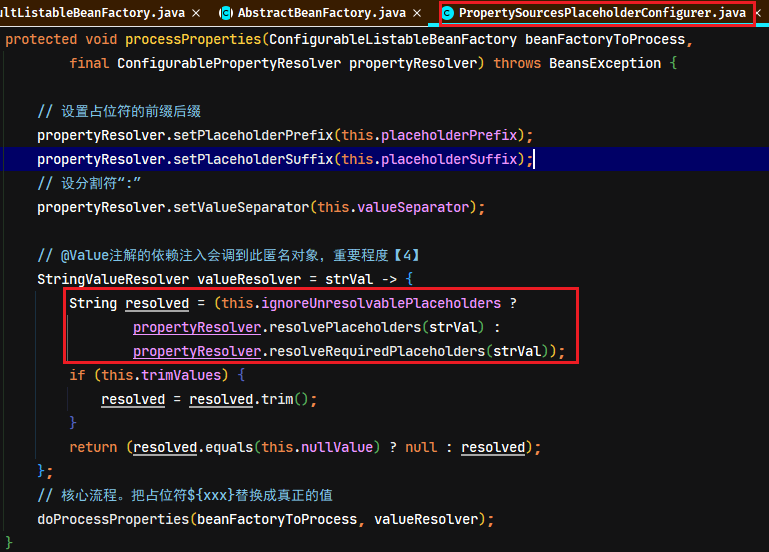 ultListableBeanFactory.java × AbstractBeanFactory.java × PropertySourcesPlaceholderConfigurer.java ×
protected void processProperties(ConfigurableListableBeanFactory beanFactoryToProcess,
final ConfigurablePropertyResolver propertyResolver) throws BeansException {
// 设置占位符的前缀后缀
propertyResolver.setPlaceholderPrefix(this.placeholderPrefix);
propertyResolver.setPlaceholderSuffix(this.placeholderSuffix);
// 设分割符“:”
propertyResolver.setValueSeparator(this.valueSeparator);
// @Value注解的依赖注入会调到此匿名对象，重要程度【4】
StringValueResolver valueResolver = strVal -> {
String resolved = (this.ignoreUnresolvablePlaceholders ?
propertyResolver.resolvePlaceholders(strVal) :
propertyResolver.resolveRequiredPlaceholders(strVal));
if (this.trimValues) {
resolved = resolved.trim();
}
return (resolved.equals(this.nullValue) ? null : resolved);
};
// 核心流程。把占位符${xxx}替换成真正的值
doProcessProperties(beanFactoryToProcess, valueResolver);
}